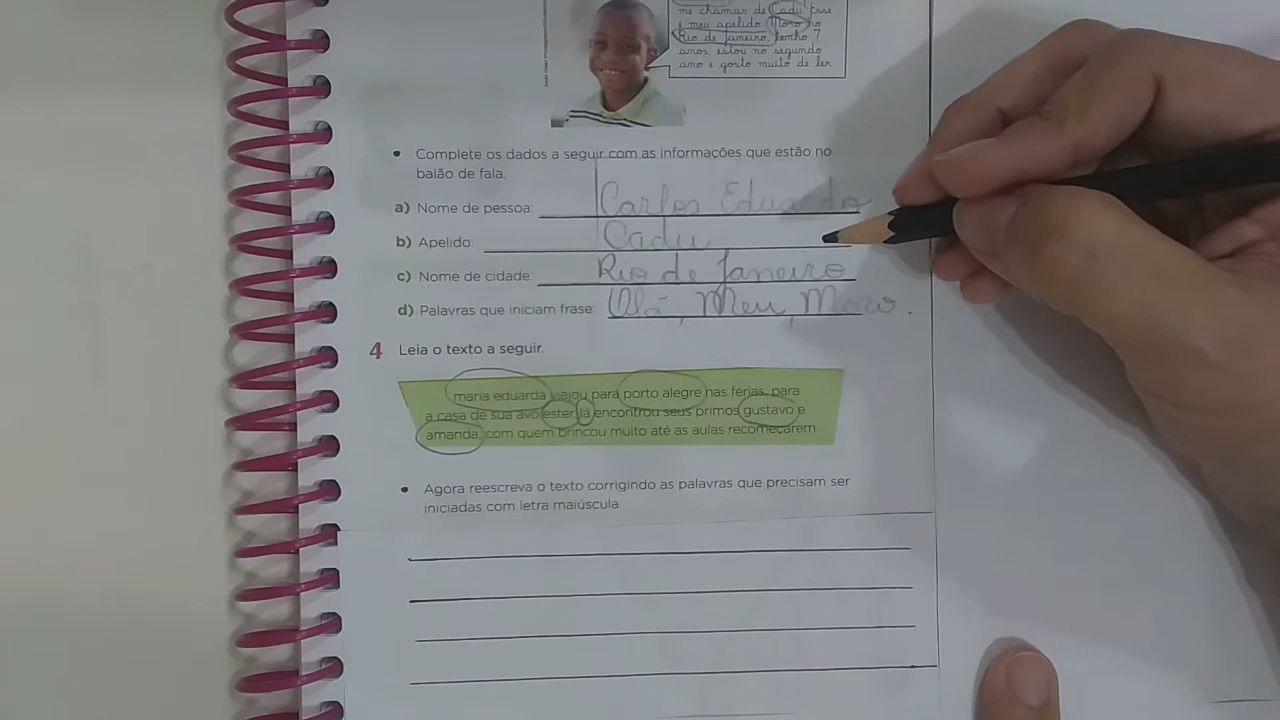 me chamar de Cadu. Esse
é meu apelido Moro no
Rio de Janeiro, tenho 7
anos, estou no segundo
ano e gosto muito de ler
• Complete os dados a seguir com as informações que estão no
balão de fala.
a) Nome de pessoa: Carlos Eduardo
b) Apelido: Cadu
c) Nome de cidade: Rio de Janeiro
d) Palavras que iniciam frase: Olá, Meu, Moro.
4 Leia o texto a seguir.
maria eduarda viajou para porto alegre nas férias, para
a casa de sua avó ester. lá encontrou seus primos gustavo e
amanda, com quem brincou muito até as aulas recomeçarem
• Agora reescreva o texto corrigindo as palavras que precisam ser
iniciadas com letra maiúscula